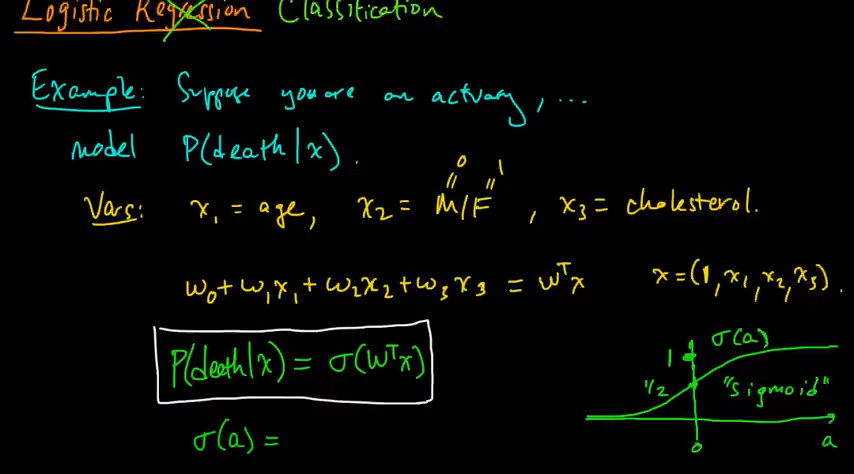 Logistic Regression Classification
Example: Suppose you are an actuary, ...
model P(death|x).
0 1
Vars: x₁ = age, x₂ = M/F, x₃ = cholesterol.
w₀ + w₁x₁ + w₂x₂ + w₃x₃ = wᵀx x = (1, x₁, x₂, x₃).
P(death|x) = σ(wᵀx)
σ(a)
1
1/2
"sigmoid"
0
a
σ(a) =